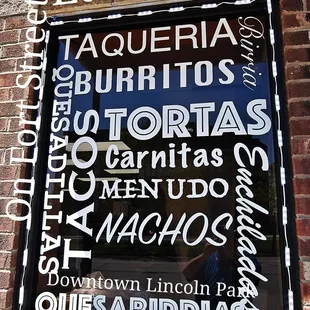 On Fort Street
TAQUERIA
Birria
BURRITOS
QUESADILLAS
TACOS
TORTAS
Carnitas
MENUDO
NACHOS
Enchiladas
Downtown Lincoln Park
QUESABIRRIAS